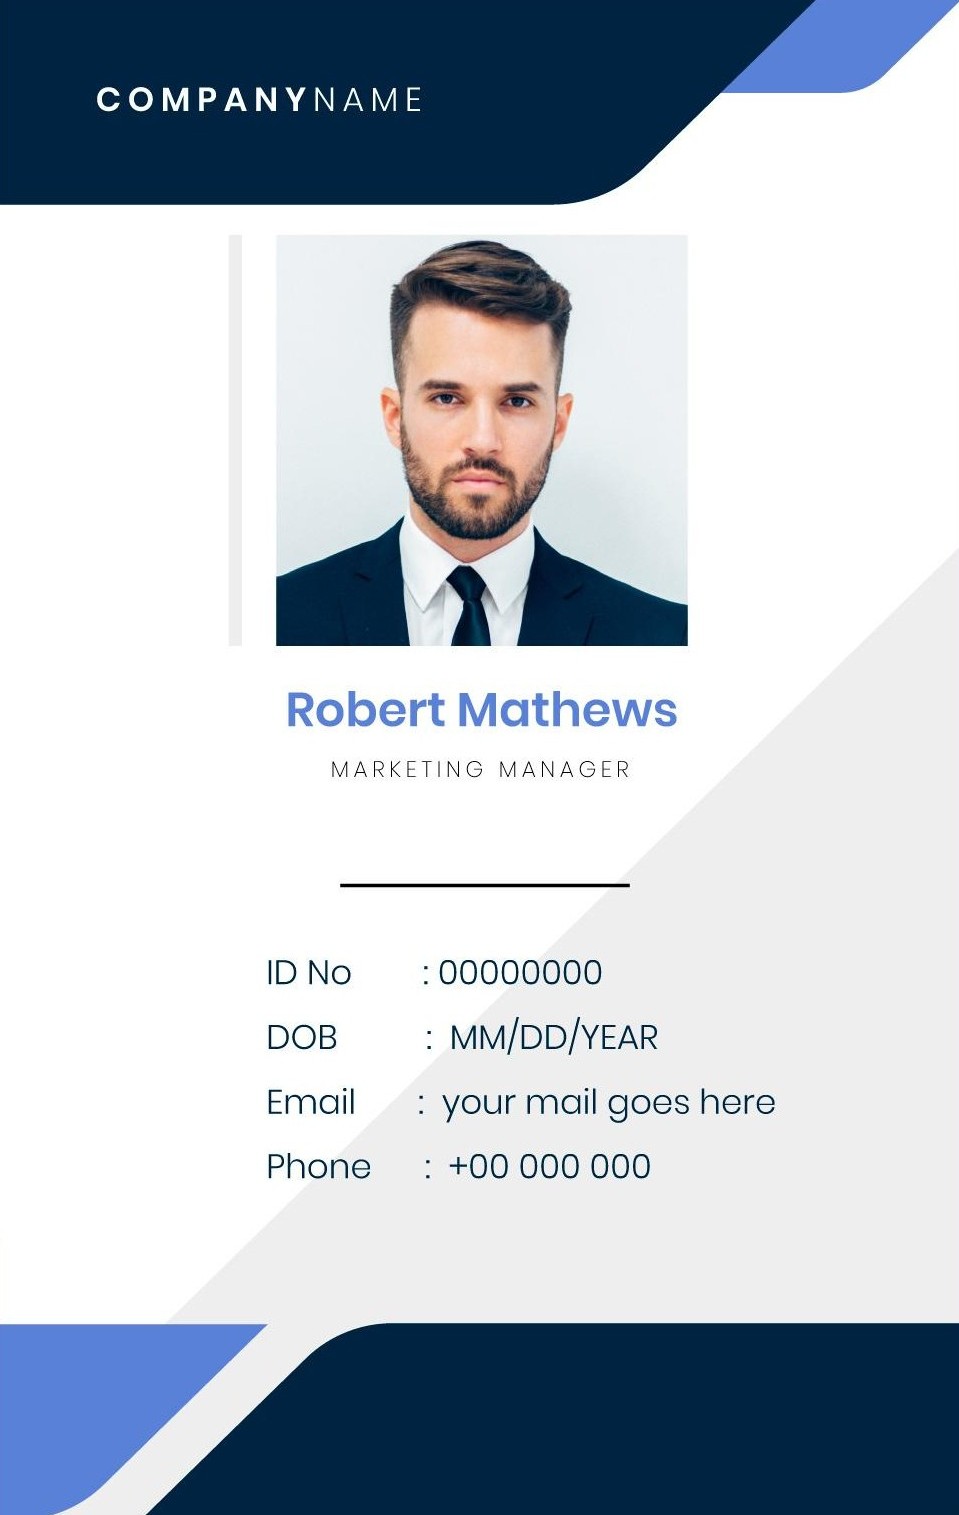 COMPANYNAME
Robert Mathews
MARKETING MANAGER
ID No : 00000000
DOB : MM/DD/YEAR
Email : your mail goes here
Phone : +00 000 000